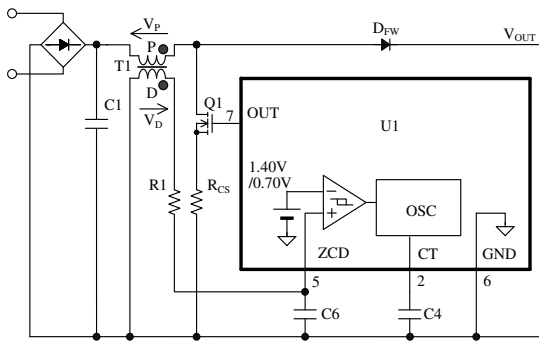 V_P
D_FW
V_OUT
P
T1
D
V_D
Q1
7
OUT
C1
U1
1.40V
/0.70V
R1
R_CS
−
+
OSC
ZCD
CT
GND
5
2
6
C6
C4